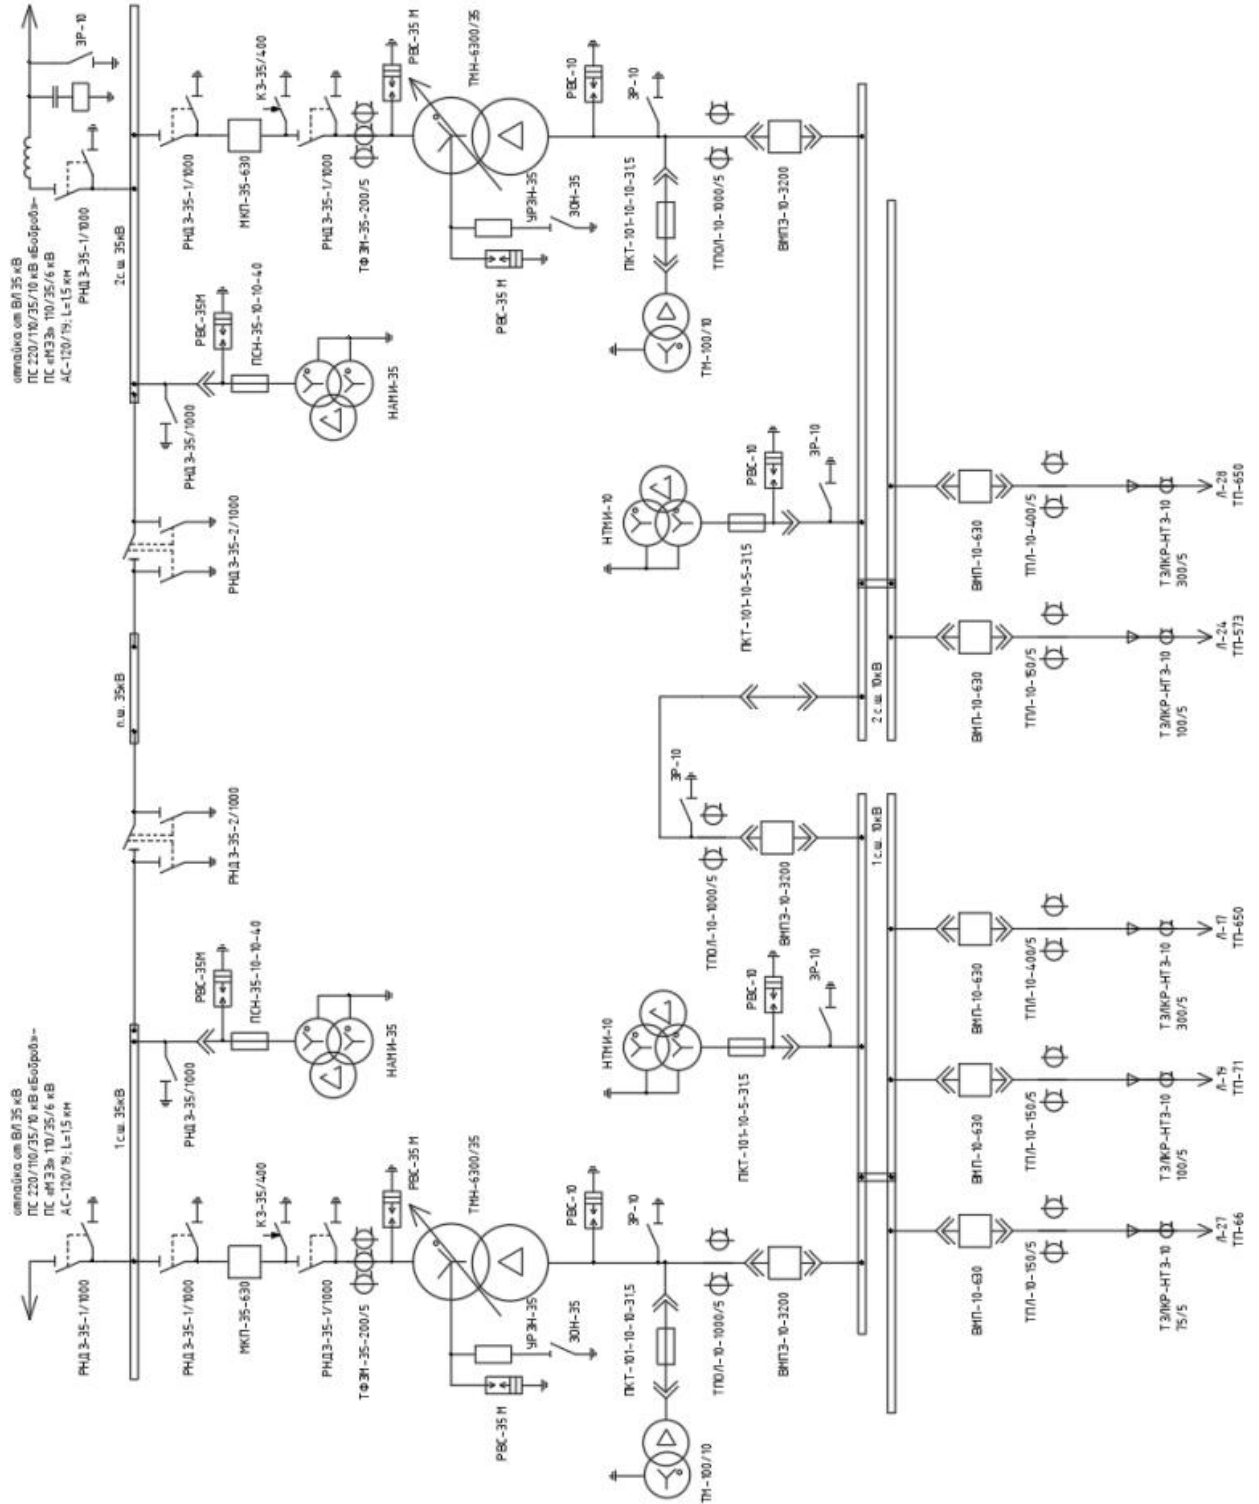 отпайка от ВЛ 35 кВ
ПС 220/110/35/10 кВ «Бобров»-
ПС «МЭЗ» 110/35/6 кВ
АС-120/19; L=1,5 км
РНДЗ-35-1/1000
1 с.ш. 35кВ
РНДЗ-35-1/1000
МКП-35-630
КЗ-35/400
РНДЗ-35-1/1000
ТФЗМ-35-200/5
РВС-35 М
ТМН-6300/35
РВС-35 М
УРЗН-35
ЗОН-35
РВС-10
ЗР-10
ПКТ-101-10-10-31,5
ТМ-100/10
ТПОЛ-10-1000/5
ВМПЭ-10-3200
РНДЗ-35/1000
РВС-35М
ПСН-35-10-10-40
НАМИ-35
РНДЗ-35-2/1000
п.ш. 35кВ
РНДЗ-35-2/1000
РНДЗ-35/1000
РВС-35М
ПСН-35-10-10-40
НАМИ-35
отпайка от ВЛ 35 кВ
ПС 220/110/35/10 кВ «Бобров»-
ПС «МЭЗ» 110/35/6 кВ
АС-120/19; L=1,5 км
РНДЗ-35-1/1000
ЗР-10
2 с.ш. 35кВ
РНДЗ-35-1/1000
МКП-35-630
КЗ-35/400
РНДЗ-35-1/1000
ТФЗМ-35-200/5
РВС-35 М
ТМН-6300/35
РВС-35 М
УРЗН-35
ЗОН-35
РВС-10
ЗР-10
ПКТ-101-10-10-31,5
ТМ-100/10
ТПОЛ-10-1000/5
ВМПЭ-10-3200
НТМИ-10
ПКТ-101-10-5-31,5
РВС-10
ЗР-10
ТПОЛ-10-1000/5
ЗР-10
ВМПЭ-10-3200
НТМИ-10
ПКТ-101-10-5-31,5
РВС-10
ЗР-10
1 с.ш. 10кВ
2 с.ш. 10кВ
ВМП-10-630
ТПЛ-10-150/5
ТЗЛКР-НТЗ-10
75/5
Л-27
ТП-66
ВМП-10-630
ТПЛ-10-150/5
ТЗЛКР-НТЗ-10
100/5
Л-19
ТП-71
ВМП-10-630
ТПЛ-10-400/5
ТЗЛКР-НТЗ-10
300/5
Л-17
ТП-650
ВМП-10-630
ТПЛ-10-150/5
ТЗЛКР-НТЗ-10
100/5
Л-24
ТП-573
ВМП-10-630
ТПЛ-10-400/5
ТЗЛКР-НТЗ-10
300/5
Л-28
ТП-650